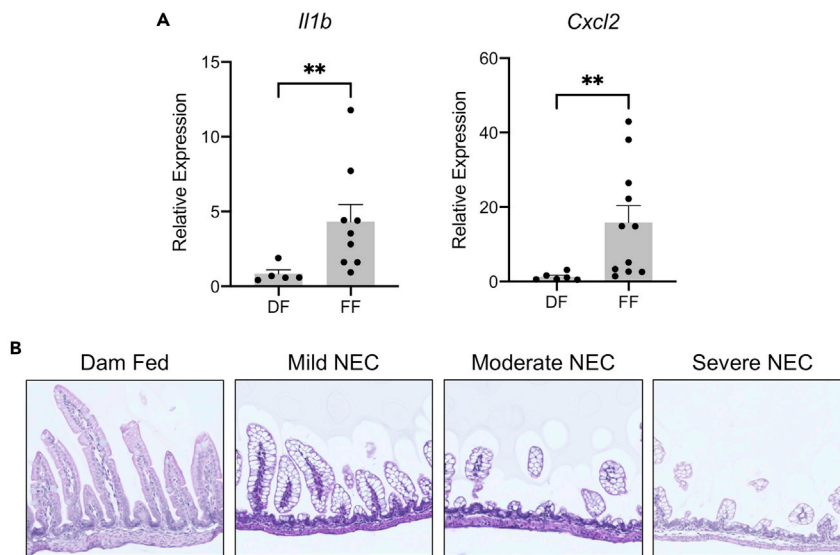 A
Il1b
Cxcl2
15
10
5
0
Relative Expression
**
DF
FF
60
40
20
0
Relative Expression
**
DF
FF
B
Dam Fed
Mild NEC
Moderate NEC
Severe NEC